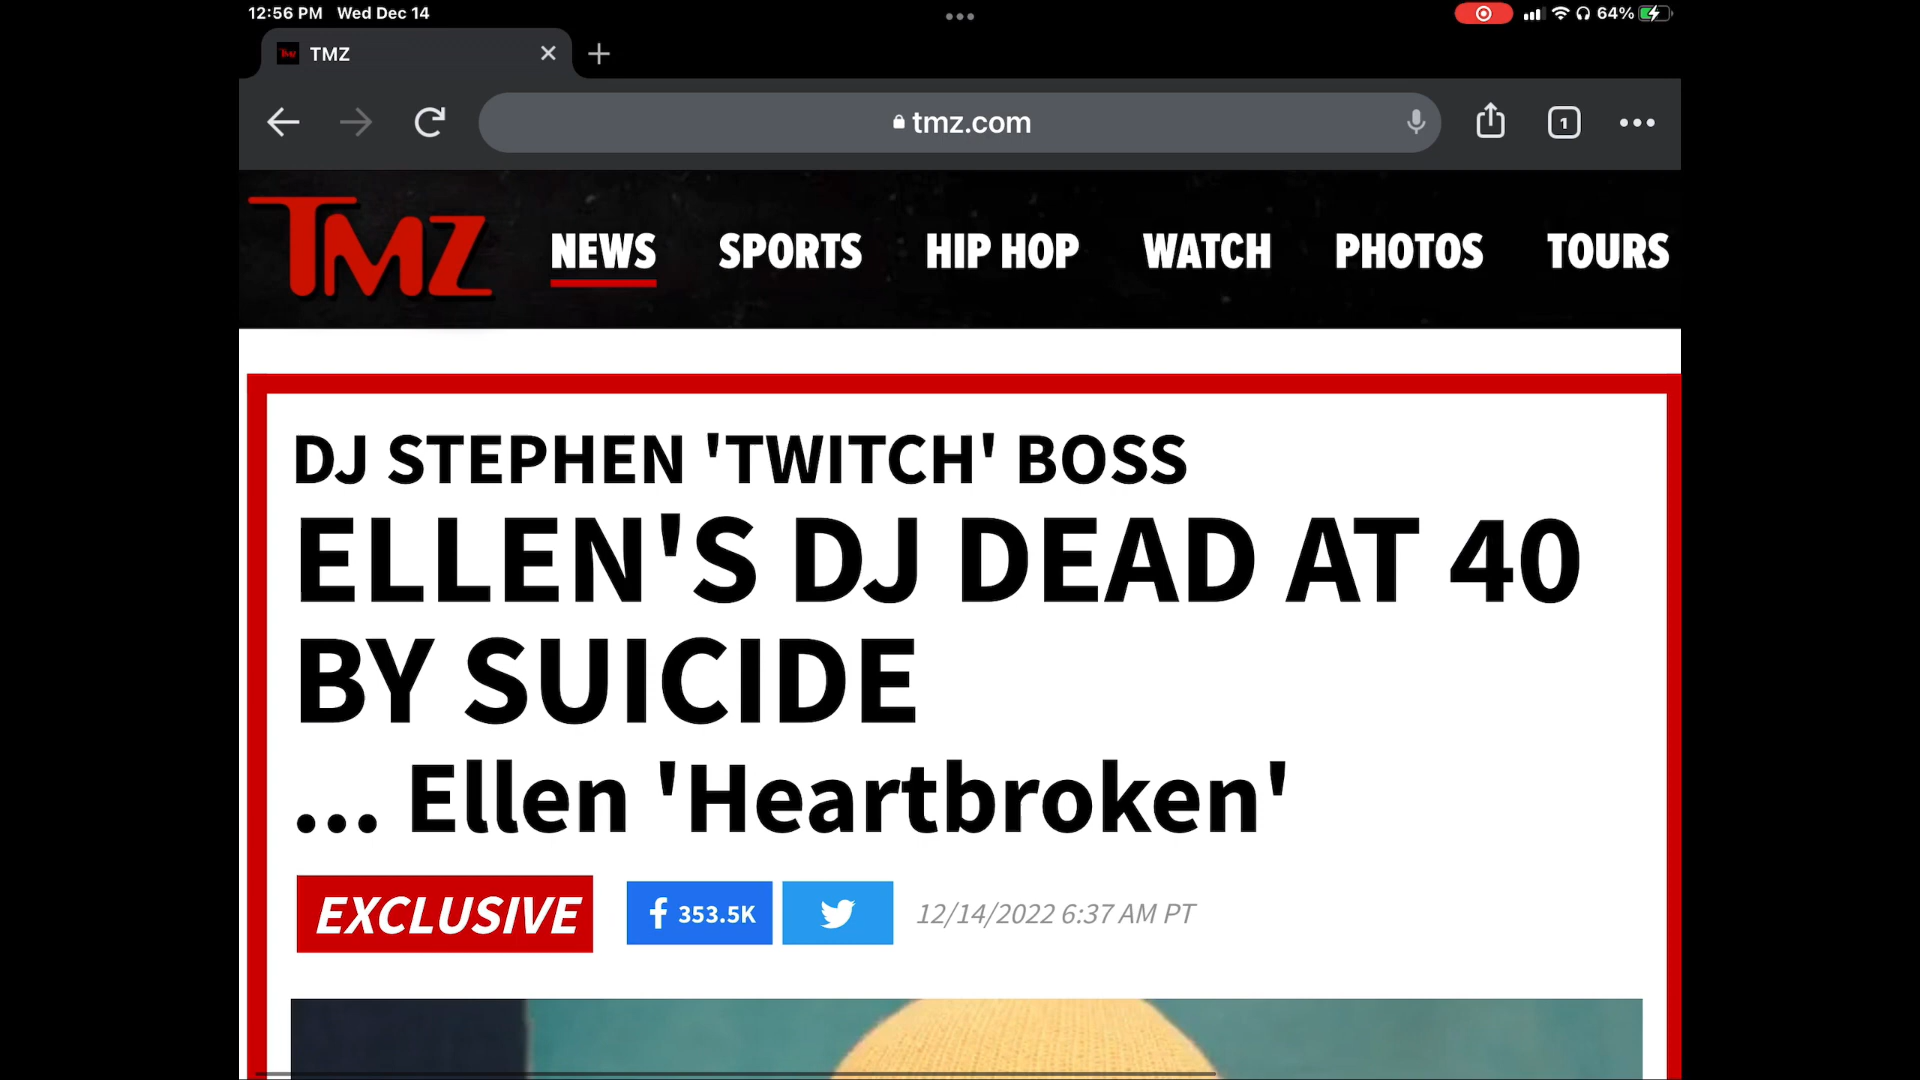 12:56 PM Wed Dec 14
64%
TMZ
tmz.com
1
TMZ NEWS SPORTS HIP HOP WATCH PHOTOS TOURS
DJ STEPHEN 'TWITCH' BOSS
ELLEN'S DJ DEAD AT 40
BY SUICIDE
... Ellen 'Heartbroken'
EXCLUSIVE 353.5K 12/14/2022 6:37 AM PT